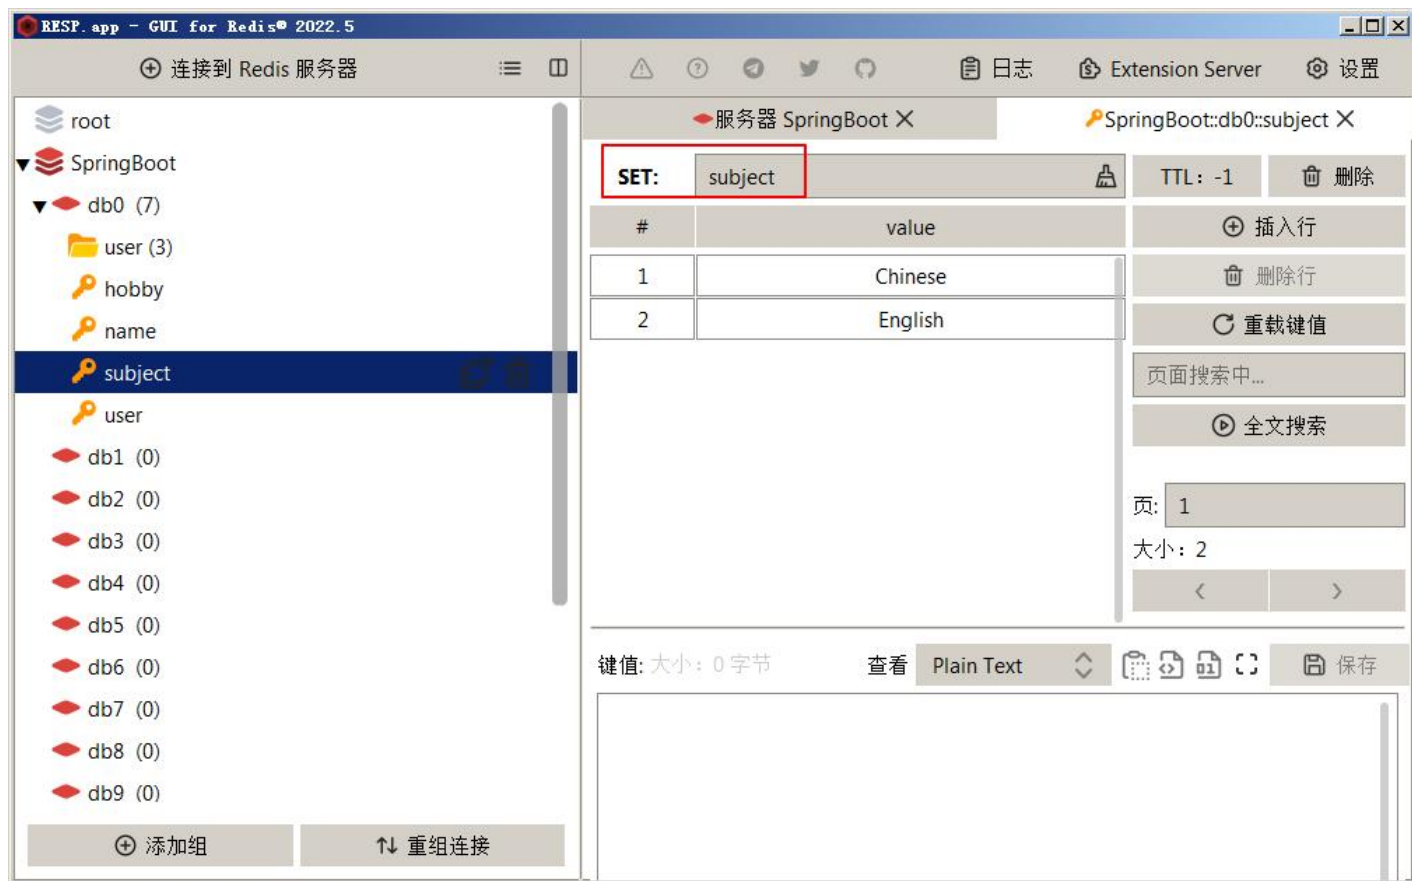 RESP.app - GUI for Redis® 2022.5
连接到 Redis 服务器
日志
Extension Server
设置
root
SpringBoot
db0 (7)
user (3)
hobby
name
subject
user
db1 (0)
db2 (0)
db3 (0)
db4 (0)
db5 (0)
db6 (0)
db7 (0)
db8 (0)
db9 (0)
添加组
重组连接
服务器 SpringBoot
SpringBoot::db0::subject
SET: subject
TTL: -1
删除
# value
1 Chinese
2 English
插入行
删除行
重载键值
页面搜索中...
全文搜索
页: 1
大小: 2
键值: 大小: 0 字节
查看 Plain Text
保存